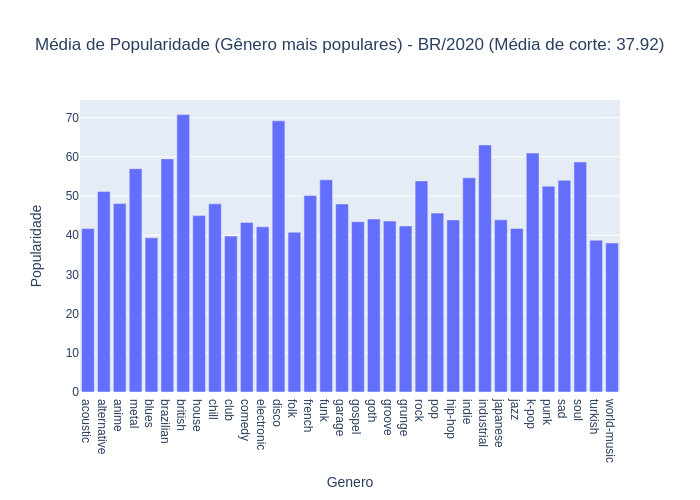 Média de Popularidade (Gênero mais populares) - BR/2020 (Média de corte: 37.92)
Popularidade
70
60
50
40
30
20
10
0
acoustic
alternative
anime
metal
blues
brazilian
british
house
chill
club
comedy
electronic
disco
folk
french
funk
garage
gospel
goth
groove
grunge
rock
pop
hip-hop
indie
industrial
japanese
jazz
k-pop
punk
sad
soul
turkish
world-music
Genero